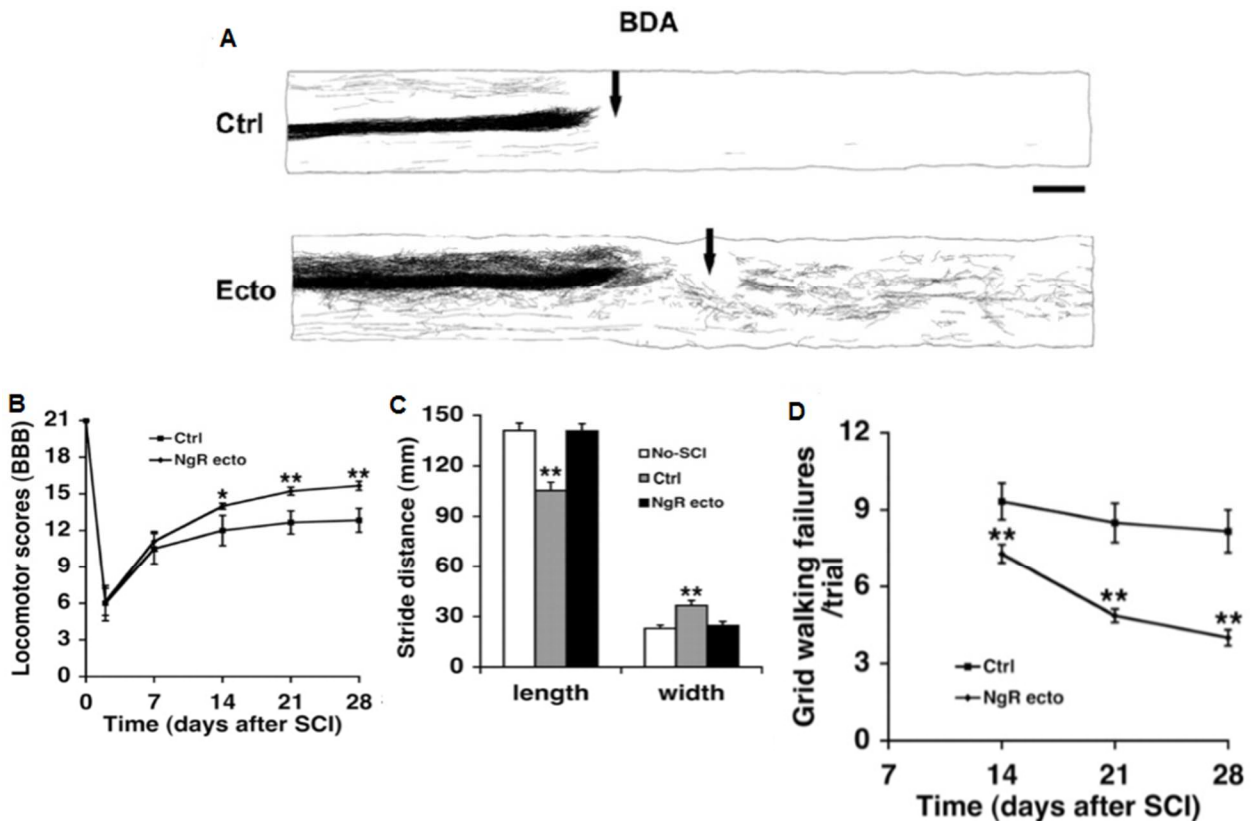 A
BDA
Ctrl
Ecto
B
21
18
15
12
9
6
3
0
Locomotor scores (BBB)
Ctrl
NgR ecto
*
**
**
0
7
14
21
28
Time (days after SCI)
C
150
120
90
60
30
0
Stride distance (mm)
No-SCI
Ctrl
NgR ecto
**
**
length
width
D
12
9
6
3
0
Grid walking failures
/trial
**
**
**
Ctrl
NgR ecto
7
14
21
28
Time (days after SCI)